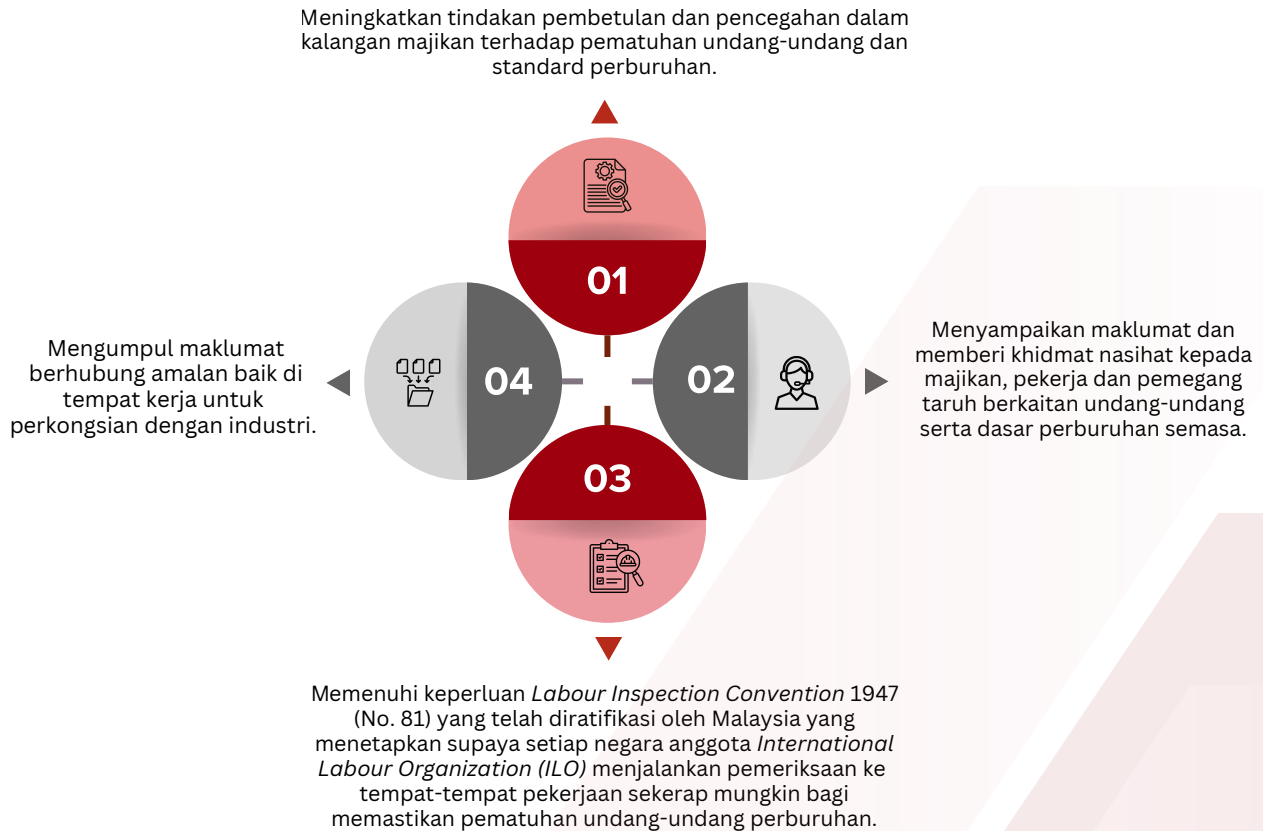 Meningkatkan tindakan pembetulan dan pencegahan dalam
kalangan majikan terhadap pematuhan undang-undang dan
standard perburuhan.
01
Menyampaikan maklumat dan
memberi khidmat nasihat kepada
majikan, pekerja dan pemegang
taruh berkaitan undang-undang
serta dasar perburuhan semasa.
02
03
Memenuhi keperluan Labour Inspection Convention 1947
(No. 81) yang telah diratifikasi oleh Malaysia yang
menetapkan supaya setiap negara anggota International
Labour Organization (ILO) menjalankan pemeriksaan ke
tempat-tempat pekerjaan sekerap mungkin bagi
memastikan pematuhan undang-undang perburuhan.
04
Mengumpul maklumat
berhubung amalan baik di
tempat kerja untuk
perkongsian dengan industri.